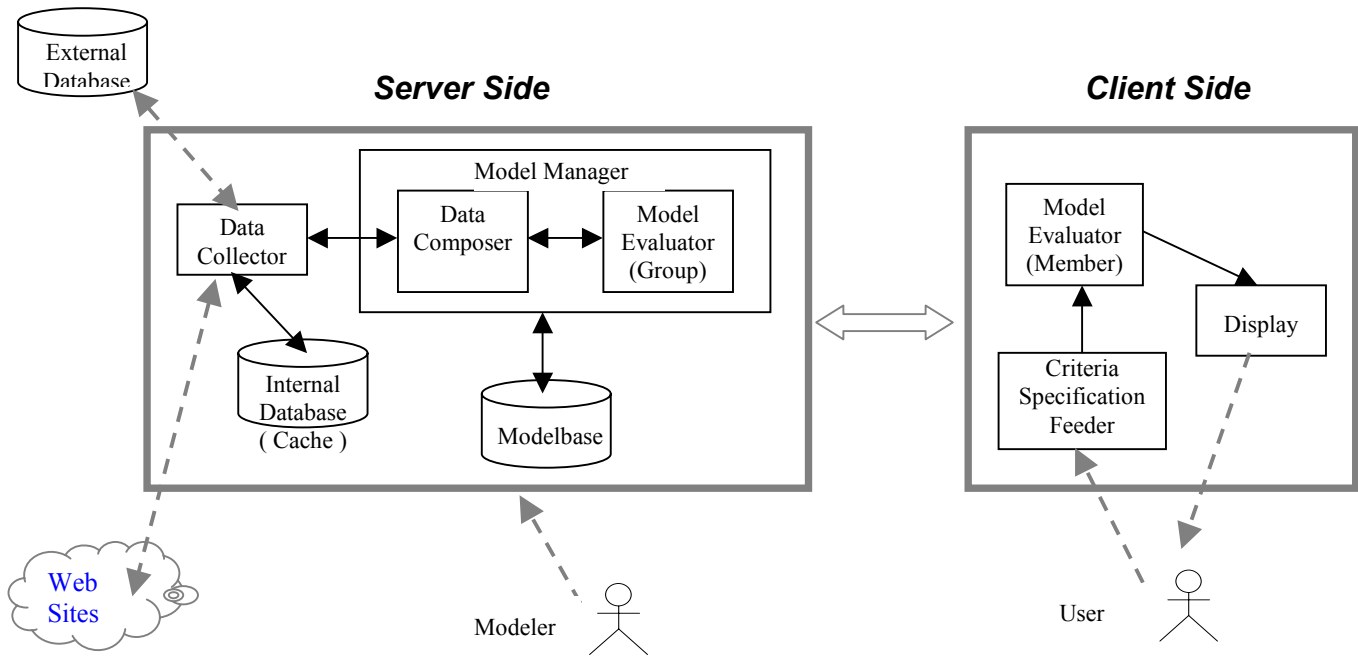 External
Database
Server Side
Client Side
Model Manager
Data
Collector
Data
Composer
Model
Evaluator
(Group)
Model
Evaluator
(Member)
Display
Internal
Database
( Cache )
Modelbase
Criteria
Specification
Feeder
Web
Sites
Modeler
User